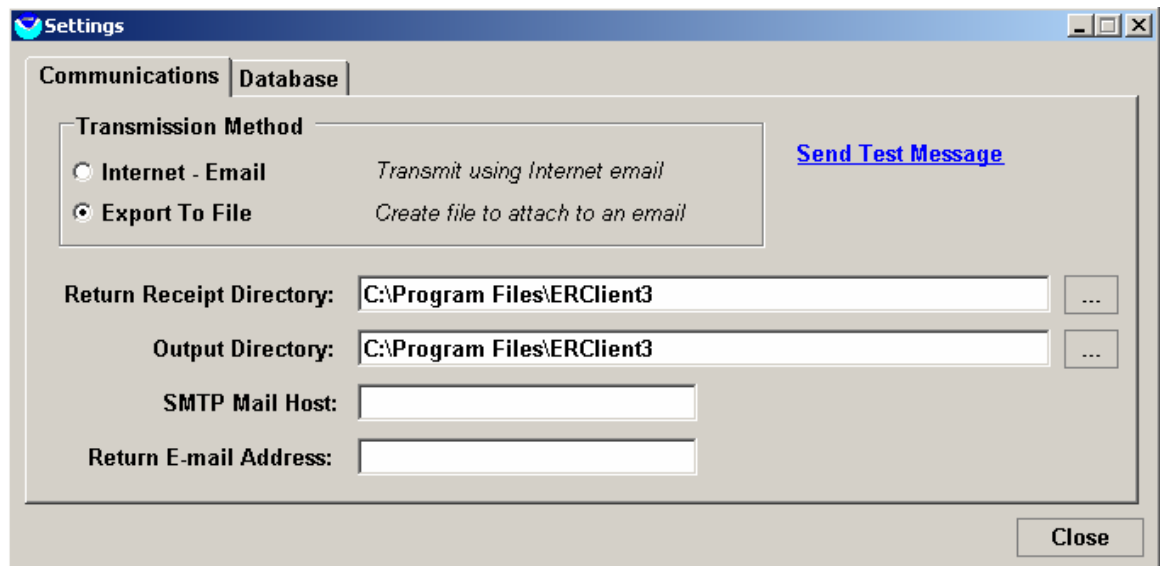 Settings
Communications Database
Transmission Method
Internet - Email Transmit using Internet email
Send Test Message
Export To File Create file to attach to an email
Return Receipt Directory: C:\Program Files\ERClient3 ...
Output Directory: C:\Program Files\ERClient3 ...
SMTP Mail Host:
Return E-mail Address:
Close